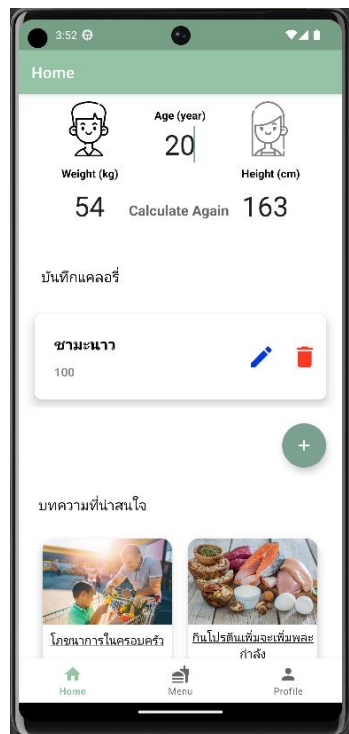 3:52
Home
Age (year)
20
Weight (kg)
Height (cm)
54
Calculate Again
163
บันทึกแคลอรี่
ชามะนาว
100
+
บทความที่น่าสนใจ
โภชนาการในครอบครัว
กินโปรตีนเพิ่มจะเพิ่มพละ
กำลัง
Home
Menu
Profile